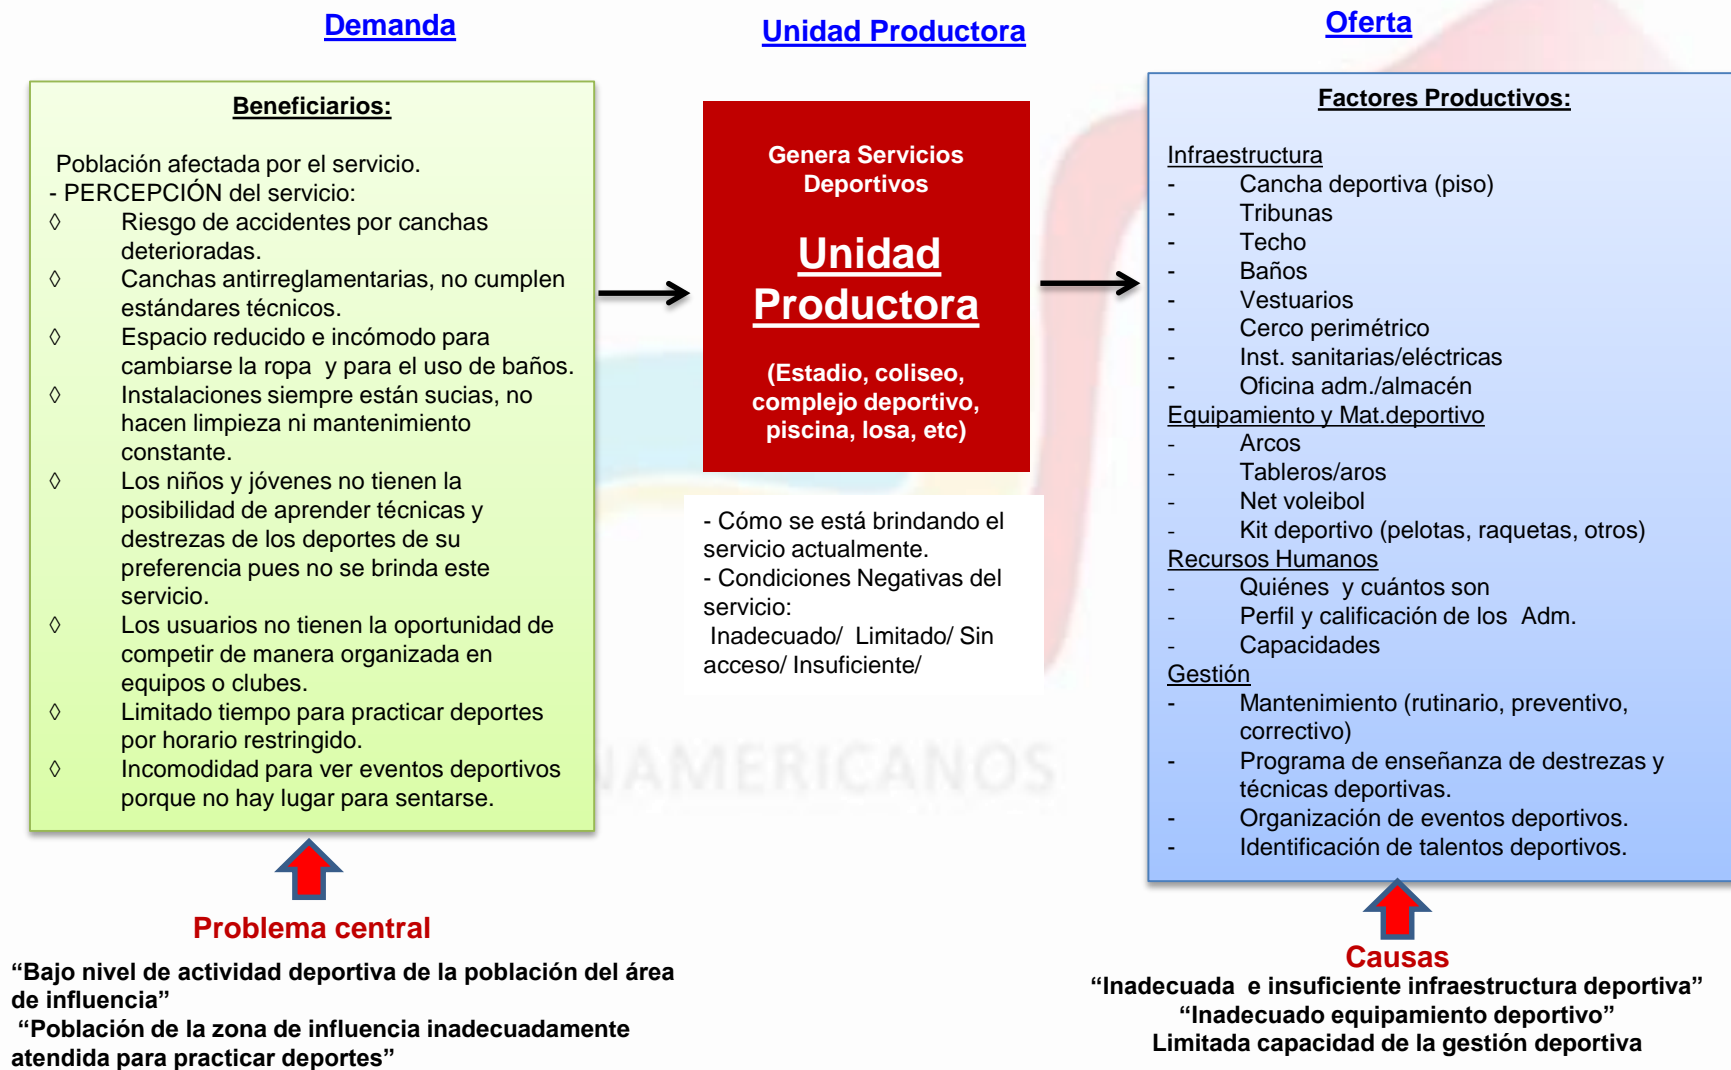 Demanda
Unidad Productora
Oferta
Beneficiarios:
Población afectada por el servicio.
- PERCEPCIÓN del servicio:
◊ Riesgo de accidentes por canchas
deterioradas.
◊ Canchas antirreglamentarias, no cumplen
estándares técnicos.
◊ Espacio reducido e incómodo para
cambiarse la ropa y para el uso de baños.
◊ Instalaciones siempre están sucias, no
hacen limpieza ni mantenimiento
constante.
◊ Los niños y jóvenes no tienen la
posibilidad de aprender técnicas y
destrezas de los deportes de su
preferencia pues no se brinda este
servicio.
◊ Los usuarios no tienen la oportunidad de
competir de manera organizada en
equipos o clubes.
◊ Limitado tiempo para practicar deportes
por horario restringido.
◊ Incomodidad para ver eventos deportivos
porque no hay lugar para sentarse.
Problema central
“Bajo nivel de actividad deportiva de la población del área
de influencia”
“Población de la zona de influencia inadecuadamente
atendida para practicar deportes”
Genera Servicios
Deportivos
Unidad
Productora
(Estadio, coliseo,
complejo deportivo,
piscina, losa, etc)
- Cómo se está brindando el
servicio actualmente.
- Condiciones Negativas del
servicio:
Inadecuado/ Limitado/ Sin
acceso/ Insuficiente/
NAMERICANOS
Factores Productivos:
Infraestructura
- Cancha deportiva (piso)
- Tribunas
- Techo
- Baños
- Vestuarios
- Cerco perimétrico
- Inst. sanitarias/eléctricas
- Oficina adm./almacén
Equipamiento y Mat.deportivo
- Arcos
- Tableros/aros
- Net voleibol
- Kit deportivo (pelotas, raquetas, otros)
Recursos Humanos
- Quiénes y cuántos son
- Perfil y calificación de los Adm.
- Capacidades
Gestión
- Mantenimiento (rutinario, preventivo,
correctivo)
- Programa de enseñanza de destrezas y
técnicas deportivas.
- Organización de eventos deportivos.
- Identificación de talentos deportivos.
Causas
“Inadecuada e insuficiente infraestructura deportiva”
“Inadecuado equipamiento deportivo”
Limitada capacidad de la gestión deportiva